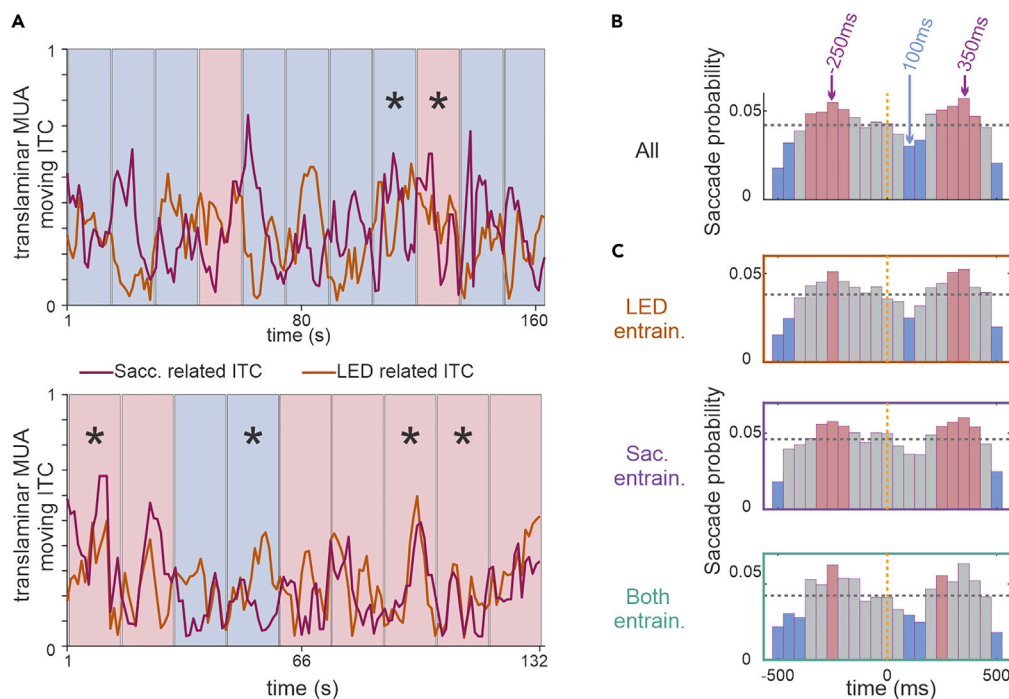 A
translaminar MUA
moving ITC
1
0
*
*
1
80
160
time (s)
Sacc. related ITC
LED related ITC
translaminar MUA
moving ITC
1
0
*
*
*
*
1
66
132
time (s)
B
-250ms
100ms
350ms
All
Saccade probability
0.05
0
C
LED
entrain.
0.05
0
Sac.
entrain.
Saccade probability
0.05
0
Both
entrain.
0.05
0
-500
0
500
time (ms)